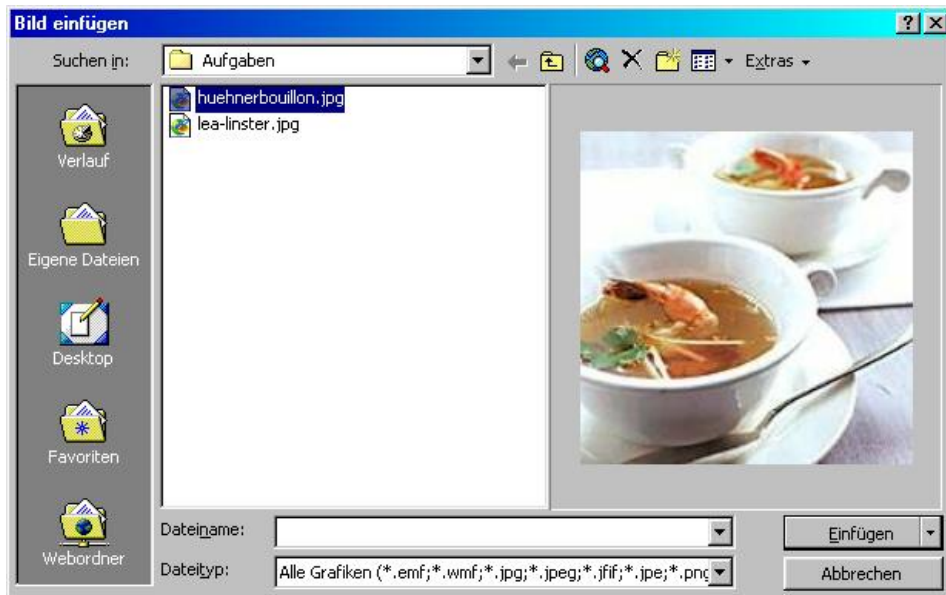 Bild einfügen
Suchen in: Aufgaben Extras
huehnerbouillon.jpg
lea-linster.jpg
Verlauf
Eigene Dateien
Desktop
Favoriten
Webordner
Dateiname: Einfügen
Dateityp: Alle Grafiken (*.emf;*.wmf;*.jpg;*.jpeg;*.jfif;*.jpe;*.png Abbrechen